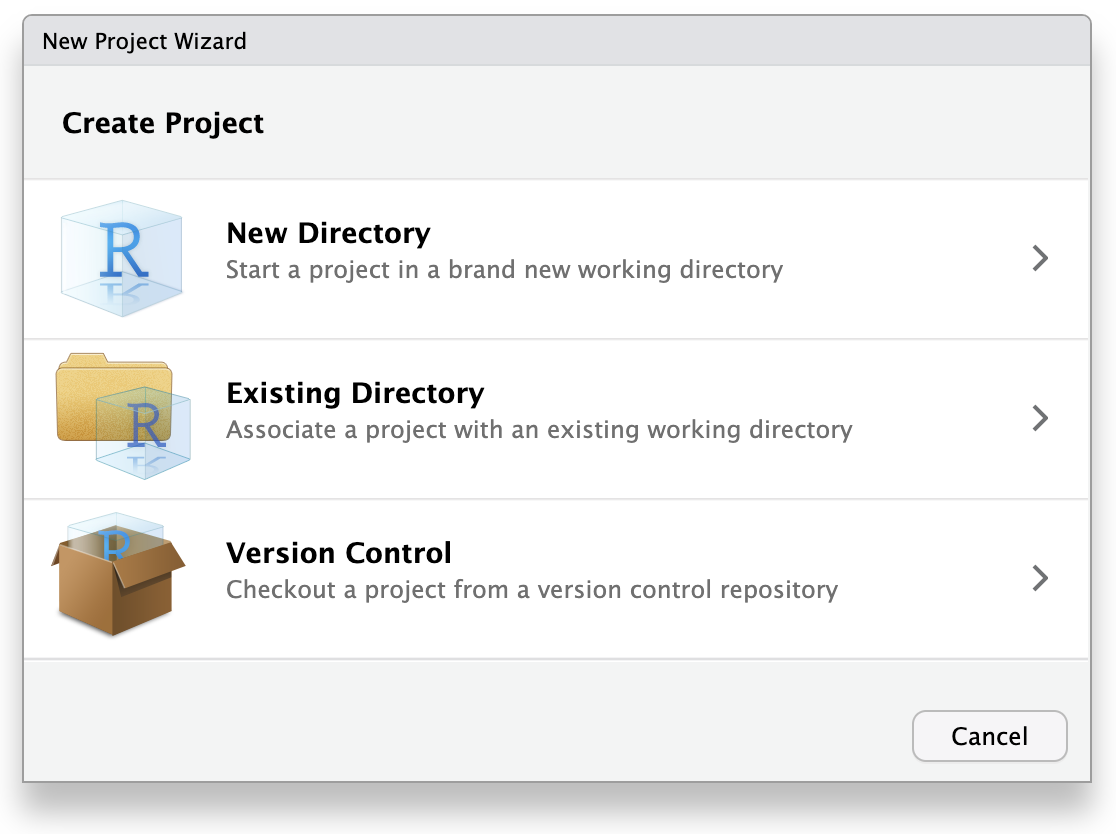 New Project Wizard
Create Project
R
New Directory
Start a project in a brand new working directory
R
Existing Directory
Associate a project with an existing working directory
R
Version Control
Checkout a project from a version control repository
Cancel